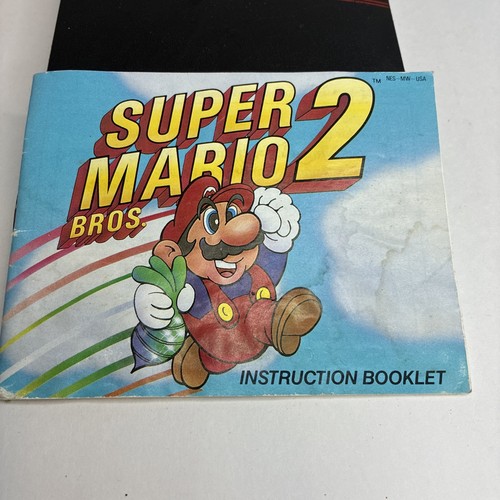 SUPER
MARIO 2
BROS.
TM NES-MW-USA
INSTRUCTION BOOKLET